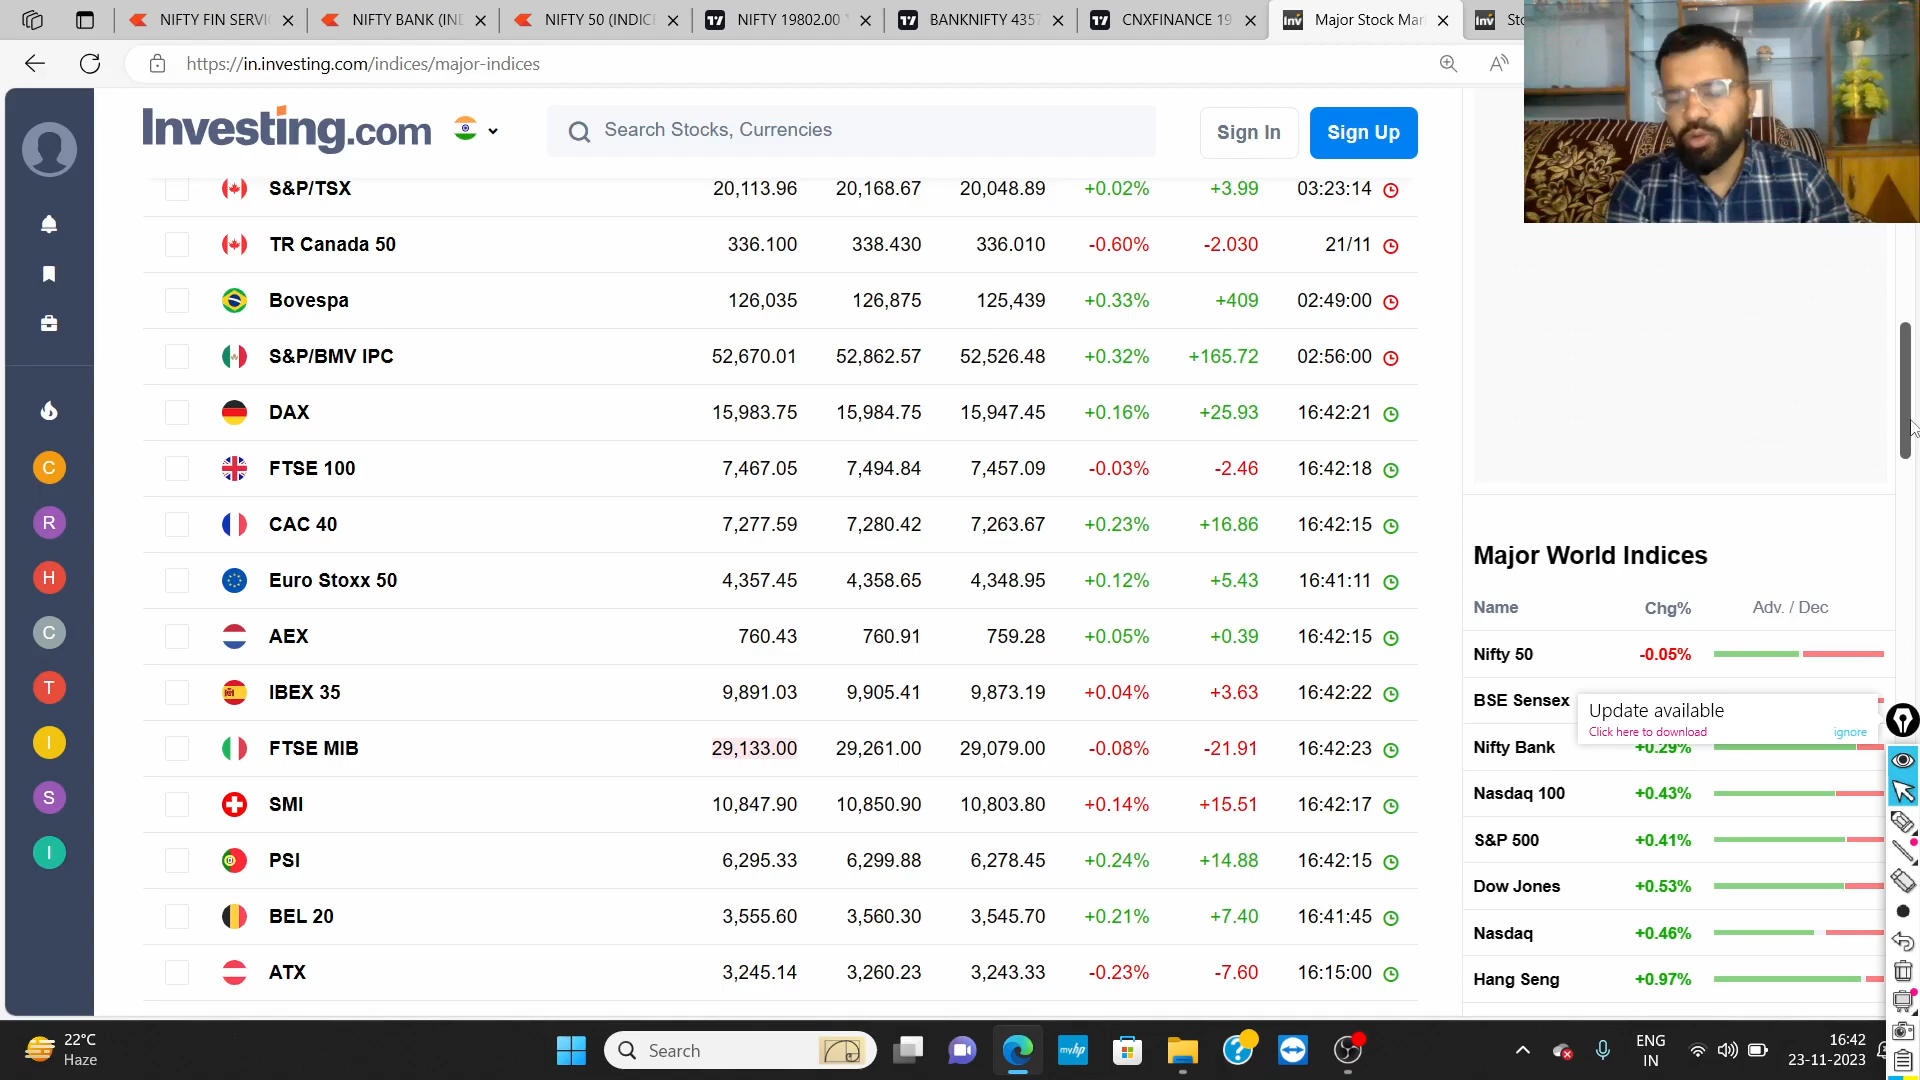 NIFTY FIN SERVI
NIFTY BANK (IND
NIFTY 50 (INDIC
NIFTY 19802.00
BANKNIFTY 4357
CNXFINANCE 19
Major Stock Mar
Sto
https://in.investing.com/indices/major-indices
Investing.com
Search Stocks, Currencies
Sign In
Sign Up
S&P/TSX 20,113.96 20,168.67 20,048.89 +0.02% +3.99 03:23:14
TR Canada 50 336.100 338.430 336.010 -0.60% -2.030 21/11
Bovespa 126,035 126,875 125,439 +0.33% +409 02:49:00
S&P/BMV IPC 52,670.01 52,862.57 52,526.48 +0.32% +165.72 02:56:00
DAX 15,983.75 15,984.75 15,947.45 +0.16% +25.93 16:42:21
FTSE 100 7,467.05 7,494.84 7,457.09 -0.03% -2.46 16:42:18
CAC 40 7,277.59 7,280.42 7,263.67 +0.23% +16.86 16:42:15
Euro Stoxx 50 4,357.45 4,358.65 4,348.95 +0.12% +5.43 16:41:11
AEX 760.43 760.91 759.28 +0.05% +0.39 16:42:15
IBEX 35 9,891.03 9,905.41 9,873.19 +0.04% +3.63 16:42:22
FTSE MIB 29,133.00 29,261.00 29,079.00 -0.08% -21.91 16:42:23
SMI 10,847.90 10,850.90 10,803.80 +0.14% +15.51 16:42:17
PSI 6,295.33 6,299.88 6,278.45 +0.24% +14.88 16:42:15
BEL 20 3,555.60 3,560.30 3,545.70 +0.21% +7.40 16:41:45
ATX 3,245.14 3,260.23 3,243.33 -0.23% -7.60 16:15:00
C
R
H
C
T
I
S
I
Major World Indices
Name Chg% Adv. / Dec
Nifty 50 -0.05%
BSE Sensex
Update available
Click here to download ignore
Nifty Bank +0.29%
Nasdaq 100 +0.43%
S&P 500 +0.41%
Dow Jones +0.53%
Nasdaq +0.46%
Hang Seng +0.97%
22°C
Haze
Search
myhp
ENG
IN
16:42
23-11-2023